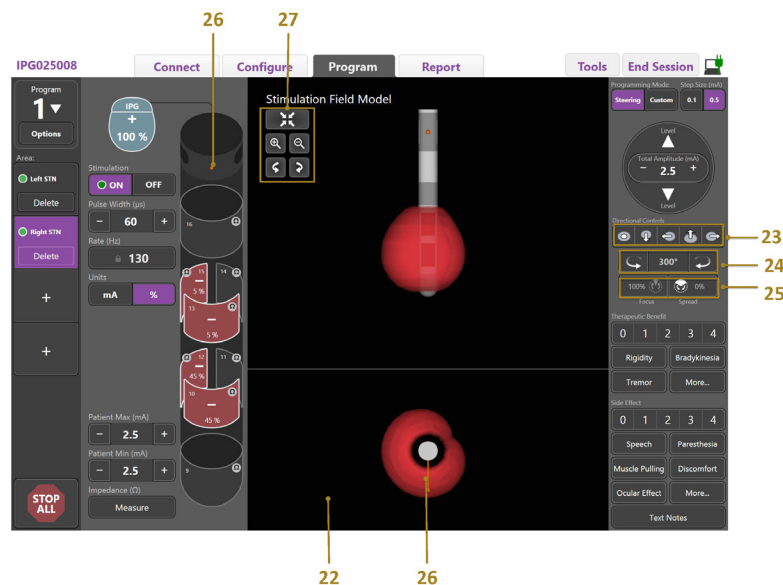 26
27
IPG025008
Connect
Configure
Program
Report
Tools
End Session
Program
1
Options
Area:
Left STN
Delete
Right STN
Delete
+
+
STOP
ALL
IPG
+
100 %
Stimulation
ON
OFF
Pulse Width (µs)
− 60 +
Rate (Hz)
130
Units
mA
%
Patient Max (mA)
− 2.5 +
Patient Min (mA)
− 2.5 +
Impedance (Ω)
Measure
16
Ω
15
Ω
14
Ω
−
5 %
13
Ω
−
5 %
12
Ω
11
Ω
−
45 %
10
Ω
−
45 %
9
Ω
Stimulation Field Model
Programming Mode
Step Size (mA)
Steering
Custom
0.1
0.5
Level
Total Amplitude (mA)
− 2.5 +
Level
Directional Controls
23
300°
24
100%
0%
25
Focus
Spread
Therapeutic Benefit
0 1 2 3 4
Rigidity
Bradykinesia
Tremor
More...
Side Effect
0 1 2 3 4
Speech
Paresthesia
Muscle Pulling
Discomfort
Ocular Effect
More...
Text Notes
22
26